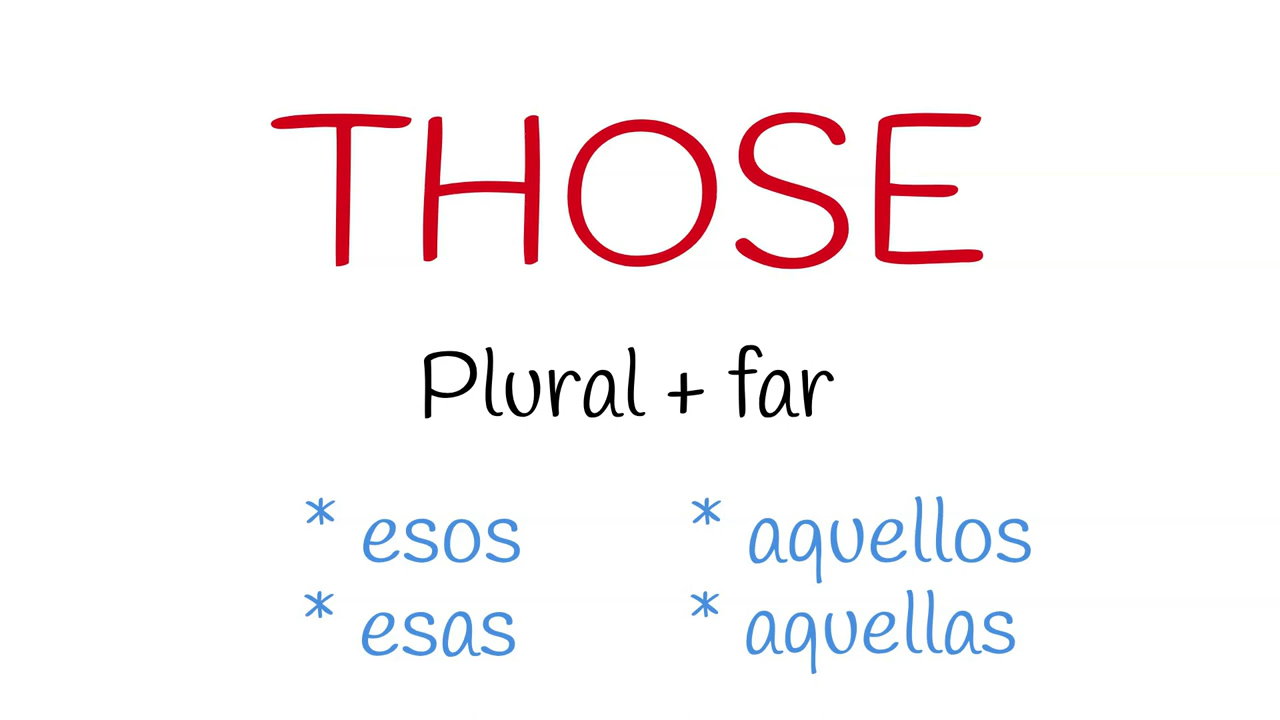 THOSE
Plural + far
* esos * aquellos
* esas * aquellas